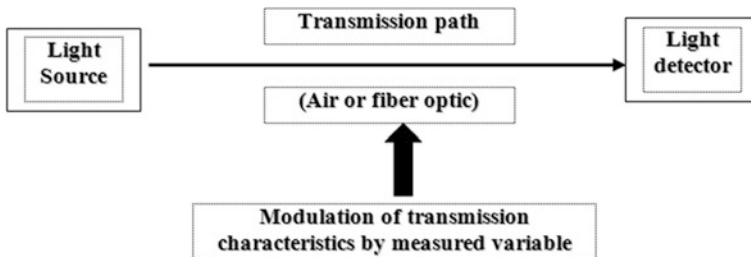 Transmission path
Light
Source
Light
detector
(Air or fiber optic)
Modulation of transmission
characteristics by measured variable